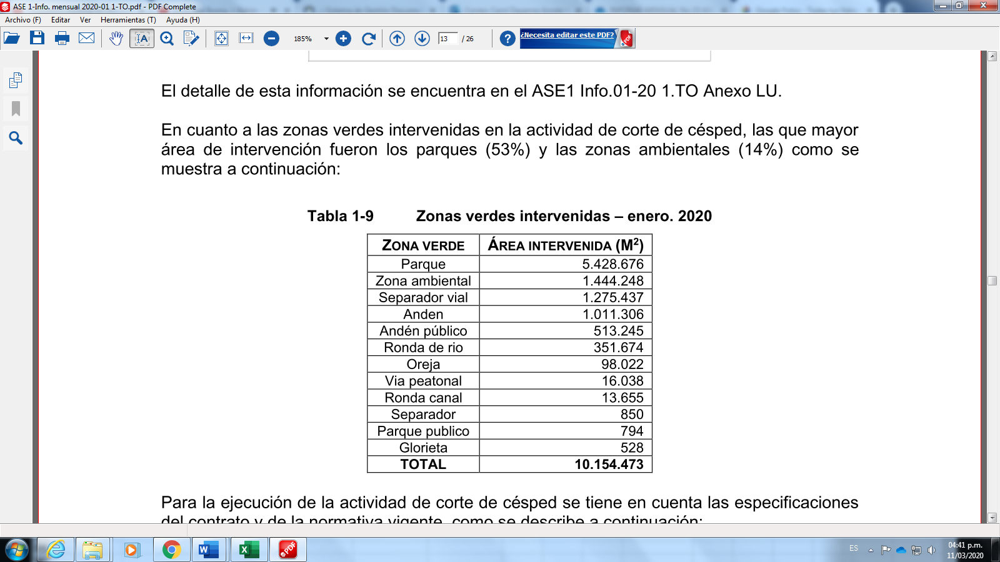 ASE 1-Info. mensual 2020-01 1-TO.pdf - PDF Complete
Archivo (F) Editar Ver Herramientas (T) Ayuda (H)
185% 13 / 26 ¿Necesita editar este PDF? PDF
El detalle de esta información se encuentra en el ASE1 Info.01-20 1.TO Anexo LU.
En cuanto a las zonas verdes intervenidas en la actividad de corte de césped, las que mayor
área de intervención fueron los parques (53%) y las zonas ambientales (14%) como se
muestra a continuación:
Tabla 1-9 Zonas verdes intervenidas – enero. 2020
ZONA VERDE ÁREA INTERVENIDA (M²)
Parque 5.428.676
Zona ambiental 1.444.248
Separador vial 1.275.437
Anden 1.011.306
Andén público 513.245
Ronda de rio 351.674
Oreja 98.022
Via peatonal 16.038
Ronda canal 13.655
Separador 850
Parque publico 794
Glorieta 528
TOTAL 10.154.473
Para la ejecución de la actividad de corte de césped se tiene en cuenta las especificaciones
del contrato y de la normativa vigente, como se describe a continuación:
ES 04:41 p.m.
11/03/2020